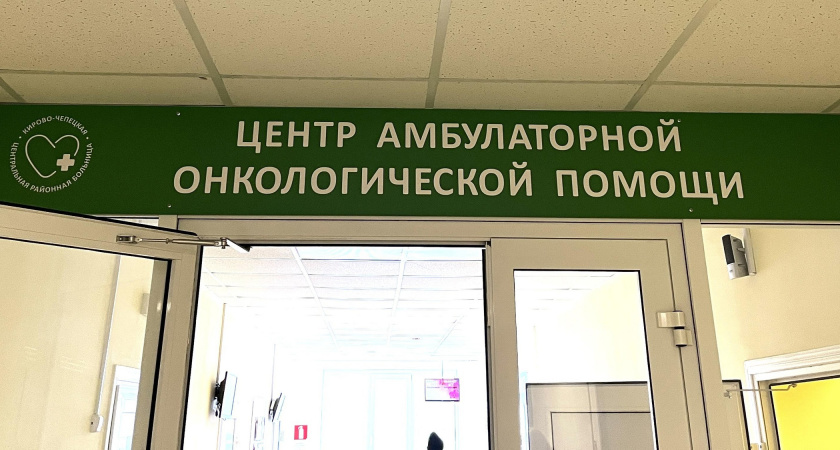 КИРОВО-ЧЕПЕЦКАЯ
ЦЕНТРАЛЬНАЯ РАЙОННАЯ БОЛЬНИЦА
ЦЕНТР АМБУЛАТОРНОЙ
ОНКОЛОГИЧЕСКОЙ ПОМОЩИ